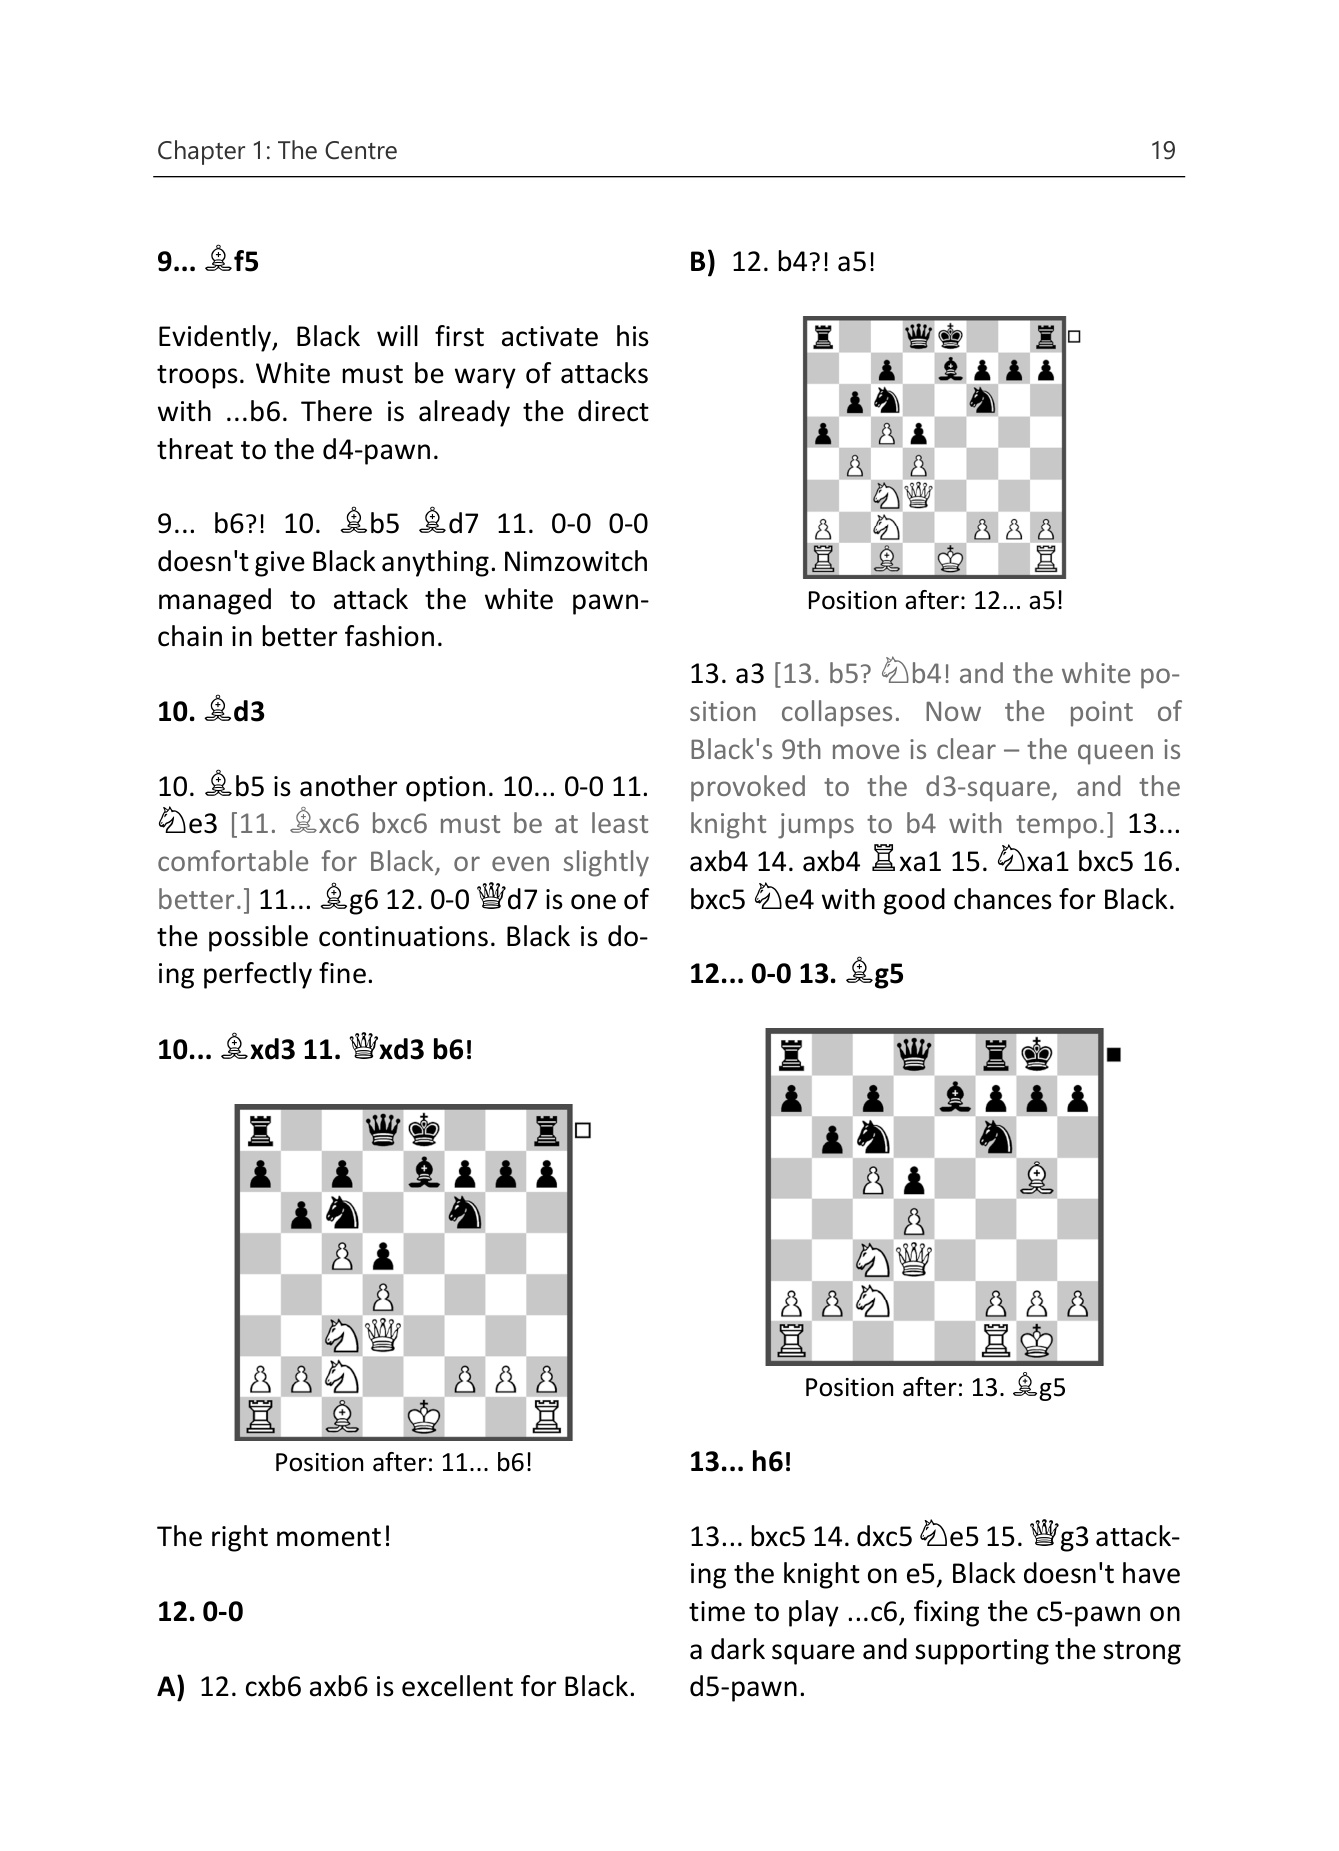 Chapter 1: The Centre 19
9... ♗f5
Evidently, Black will first activate his
troops. White must be wary of attacks
with ...b6. There is already the direct
threat to the d4-pawn.
9... b6?! 10. ♗b5 ♗d7 11. 0-0 0-0
doesn't give Black anything. Nimzowitch
managed to attack the white pawn-
chain in better fashion.
10. ♗d3
10. ♗b5 is another option. 10... 0-0 11.
♘e3 [11. ♗xc6 bxc6 must be at least
comfortable for Black, or even slightly
better.] 11... ♗g6 12. 0-0 ♕d7 is one of
the possible continuations. Black is do-
ing perfectly fine.
10... ♗xd3 11. ♕xd3 b6!
Position after: 11... b6!
The right moment!
12. 0-0
A) 12. cxb6 axb6 is excellent for Black.
B) 12. b4?! a5!
Position after: 12... a5!
13. a3 [13. b5? ♘b4! and the white po-
sition collapses. Now the point of
Black's 9th move is clear – the queen is
provoked to the d3-square, and the
knight jumps to b4 with tempo.] 13...
axb4 14. axb4 ♖xa1 15. ♘xa1 bxc5 16.
bxc5 ♘e4 with good chances for Black.
12... 0-0 13. ♗g5
Position after: 13. ♗g5
13... h6!
13... bxc5 14. dxc5 ♘e5 15. ♕g3 attack-
ing the knight on e5, Black doesn't have
time to play ...c6, fixing the c5-pawn on
a dark square and supporting the strong
d5-pawn.